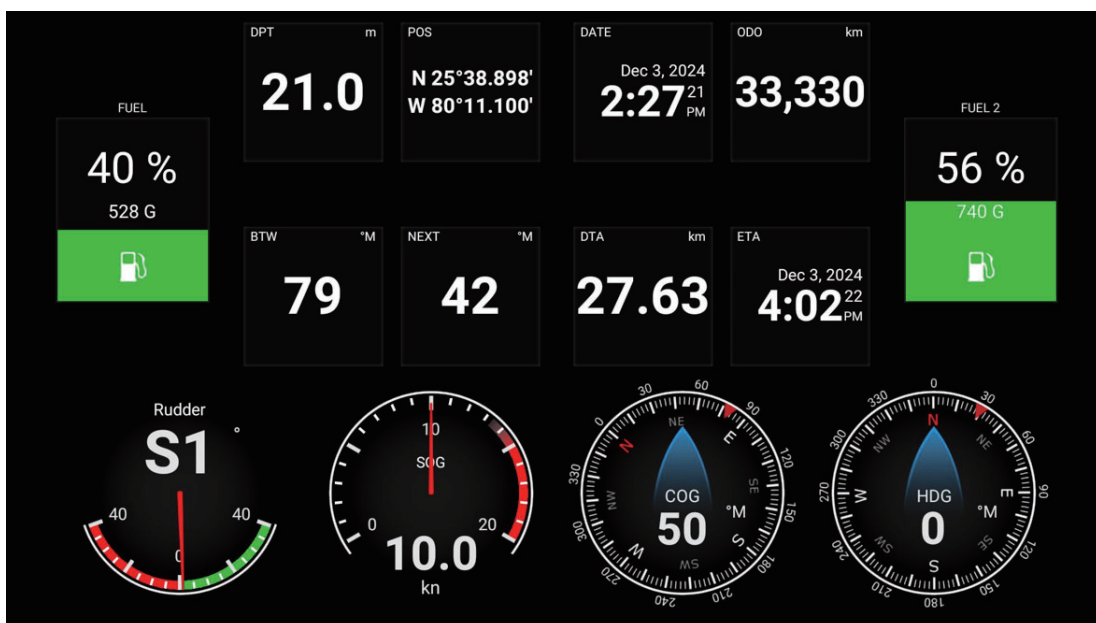 DPT m
21.0
POS
N 25°38.898'
W 80°11.100'
DATE
Dec 3, 2024
2:27 21 PM
ODO km
33,330
FUEL
40 %
528 G
FUEL 2
56 %
740 G
BTW °M
79
NEXT °M
42
DTA km
27.63
ETA
Dec 3, 2024
4:02 22 PM
Rudder
S1 °
40 40
0
10
SOG
0 20
10.0
kn
0 30 60 90 120 150 180 210 240 270 300 330
N NE E SE S SW W NW
COG
50 °M
0 30 60 90 120 150 180 210 240 270 300 330
N NE E SE S SW W NW
HDG
0 °M